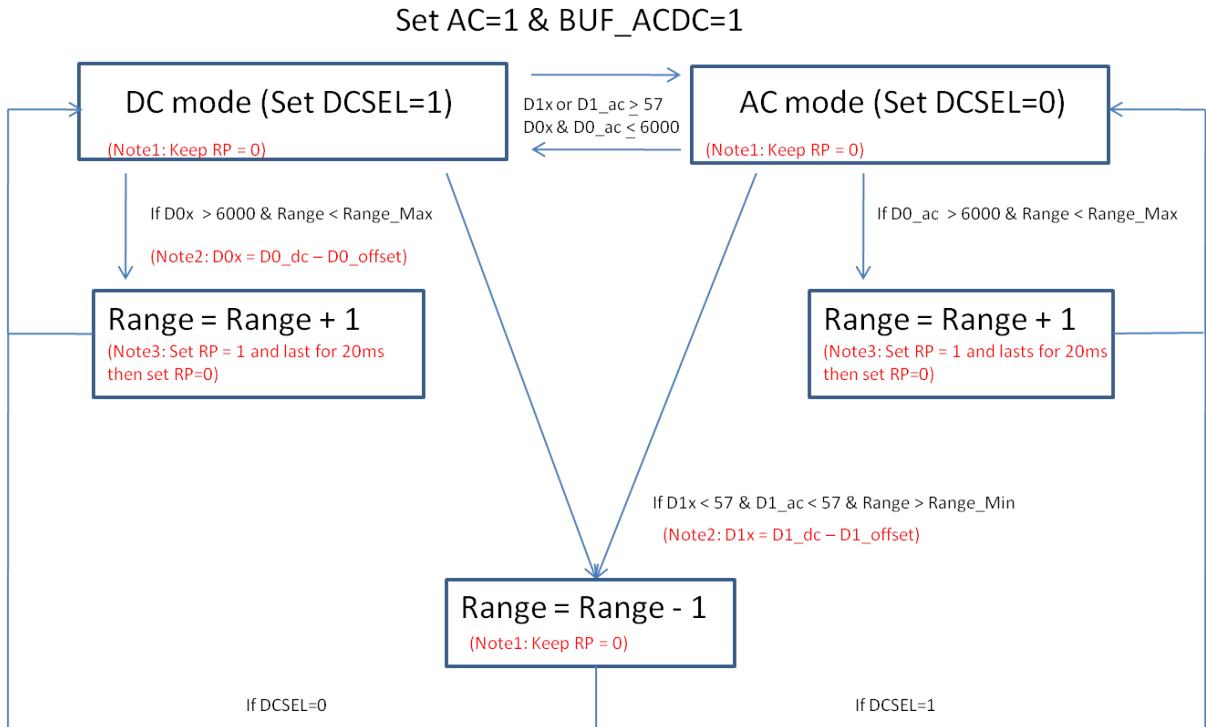 Set AC=1 & BUF_ACDC=1
DC mode (Set DCSEL=1)
(Note1: Keep RP = 0)
D1x or D1_ac ≥ 57
D0x & D0_ac ≤ 6000
AC mode (Set DCSEL=0)
(Note1: Keep RP = 0)
If D0x > 6000 & Range < Range_Max
(Note2: D0x = D0_dc – D0_offset)
If D0_ac > 6000 & Range < Range_Max
Range = Range + 1
(Note3: Set RP = 1 and last for 20ms
then set RP=0)
Range = Range + 1
(Note3: Set RP = 1 and lasts for 20ms
then set RP=0)
If D1x < 57 & D1_ac < 57 & Range > Range_Min
(Note2: D1x = D1_dc – D1_offset)
Range = Range - 1
(Note1: Keep RP = 0)
If DCSEL=0
If DCSEL=1